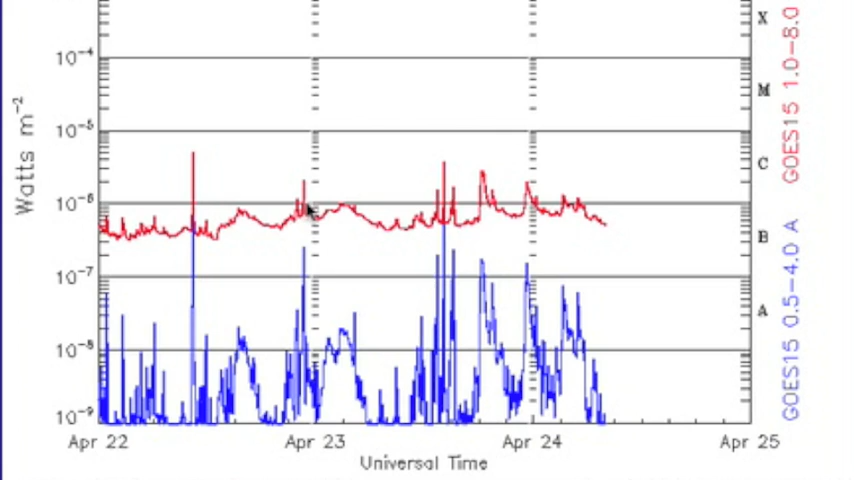 X
10⁻⁴
M
10⁻⁵
C
10⁻⁶
B
10⁻⁷
A
10⁻⁸
10⁻⁹
Watts m⁻²
Apr 22
Apr 23
Apr 24
Apr 25
Universal Time
GOES15 1.0-8.0
GOES15 0.5-4.0 A